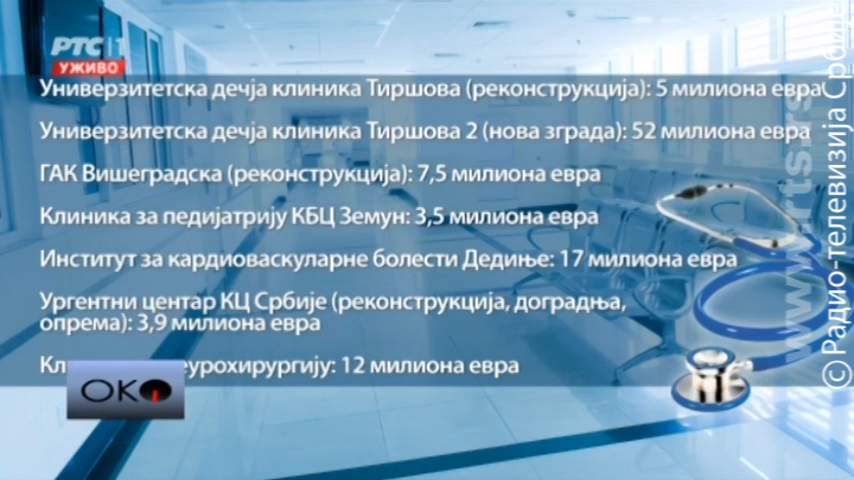 РТС 1
УЖИВО
Универзитетска дечја клиника Тиршова (реконструкција): 5 милиона евра
Универзитетска дечја клиника Тиршова 2 (нова зграда): 52 милиона евра
ГАК Вишеградска (реконструкција): 7,5 милиона евра
Клиника за педијатрију КБЦ Земун: 3,5 милиона евра
Институт за кардиоваскуларне болести Дедиње: 17 милиона евра
Ургентни центар КЦ Србије (реконструкција, доградња,
опрема): 3,9 милиона евра
12 милиона евра
ОКО
www.rts.rs
© Радио-телевизија Србије